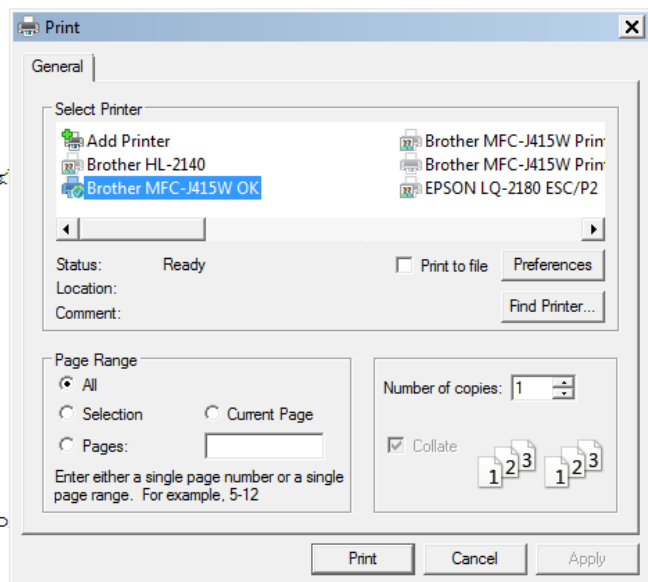 Print
General
Select Printer
Add Printer
Brother HL-2140
Brother MFC-J415W OK
Brother MFC-J415W Prin
Brother MFC-J415W Prin
EPSON LQ-2180 ESC/P2
Status: Ready
Print to file
Preferences
Location:
Comment:
Find Printer...
Page Range
All
Selection
Current Page
Pages:
Enter either a single page number or a single
page range. For example, 5-12
Number of copies: 1
Collate
1 2 3 1 2 3
Print
Cancel
Apply